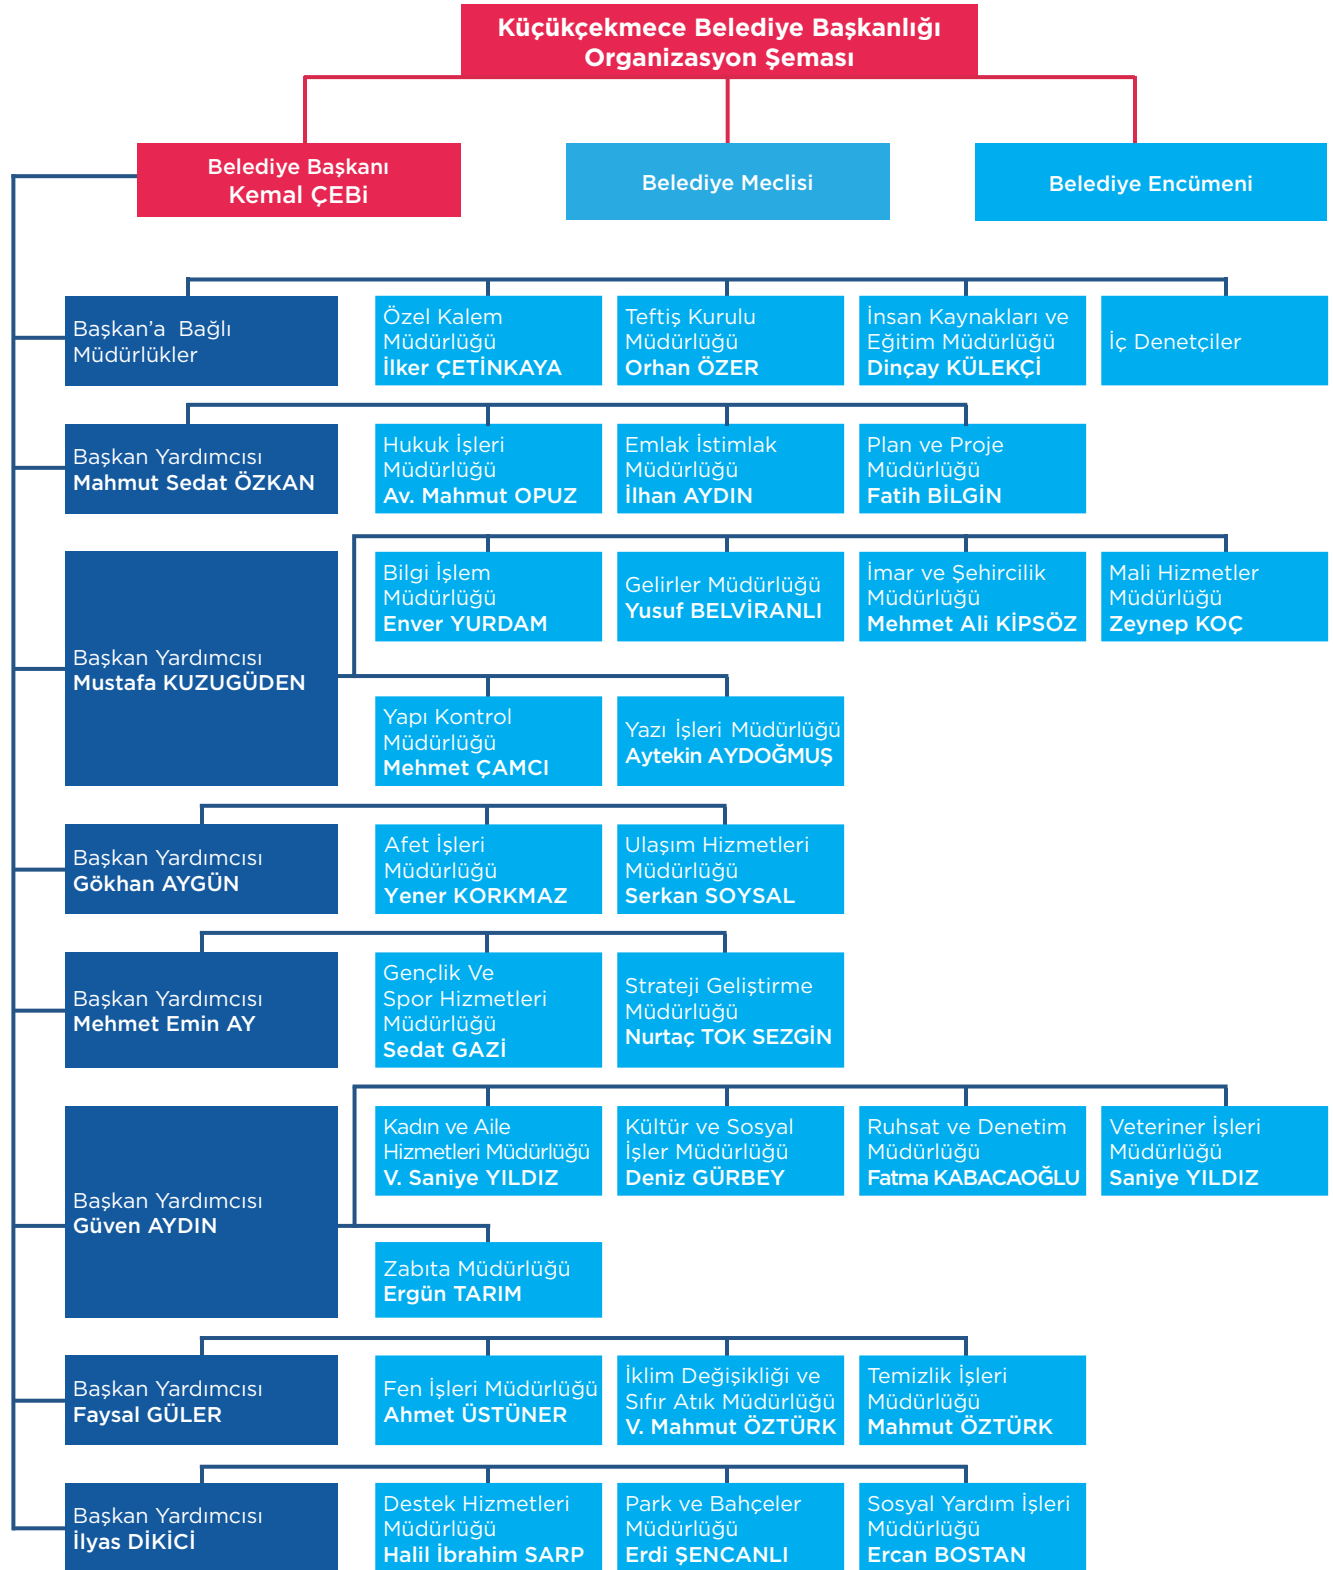 Küçükçekmece Belediye Başkanlığı
Organizasyon Şeması
Belediye Başkanı
Kemal ÇEBi
Belediye Meclisi
Belediye Encümeni
Başkan'a Bağlı
Müdürlükler
Özel Kalem
Müdürlüğü
İlker ÇETİNKAYA
Teftiş Kurulu
Müdürlüğü
Orhan ÖZER
İnsan Kaynakları ve
Eğitim Müdürlüğü
Dinçay KÜLEKÇİ
İç Denetçiler
Başkan Yardımcısı
Mahmut Sedat ÖZKAN
Hukuk İşleri
Müdürlüğü
Av. Mahmut OPUZ
Emlak İstimlak
Müdürlüğü
İlhan AYDIN
Plan ve Proje
Müdürlüğü
Fatih BİLGİN
Başkan Yardımcısı
Mustafa KUZUGÜDEN
Bilgi İşlem
Müdürlüğü
Enver YURDAM
Gelirler Müdürlüğü
Yusuf BELVİRANLI
İmar ve Şehircilik
Müdürlüğü
Mehmet Ali KİPSÖZ
Mali Hizmetler
Müdürlüğü
Zeynep KOÇ
Yapı Kontrol
Müdürlüğü
Mehmet ÇAMCI
Yazı İşleri Müdürlüğü
Aytekin AYDOĞMUŞ
Başkan Yardımcısı
Gökhan AYGÜN
Afet İşleri
Müdürlüğü
Yener KORKMAZ
Ulaşım Hizmetleri
Müdürlüğü
Serkan SOYSAL
Başkan Yardımcısı
Mehmet Emin AY
Gençlik Ve
Spor Hizmetleri
Müdürlüğü
Sedat GAZİ
Strateji Geliştirme
Müdürlüğü
Nurtaç TOK SEZGİN
Başkan Yardımcısı
Güven AYDIN
Kadın ve Aile
Hizmetleri Müdürlüğü
V. Saniye YILDIZ
Kültür ve Sosyal
İşler Müdürlüğü
Deniz GÜRBEY
Ruhsat ve Denetim
Müdürlüğü
Fatma KABACAOĞLU
Veteriner İşleri
Müdürlüğü
Saniye YILDIZ
Zabıta Müdürlüğü
Ergün TARIM
Başkan Yardımcısı
Faysal GÜLER
Fen İşleri Müdürlüğü
Ahmet ÜSTÜNER
İklim Değişikliği ve
Sıfır Atık Müdürlüğü
V. Mahmut ÖZTÜRK
Temizlik İşleri
Müdürlüğü
Mahmut ÖZTÜRK
Başkan Yardımcısı
İlyas DİKİCİ
Destek Hizmetleri
Müdürlüğü
Halil İbrahim SARP
Park ve Bahçeler
Müdürlüğü
Erdi ŞENCANLI
Sosyal Yardım İşleri
Müdürlüğü
Ercan BOSTAN